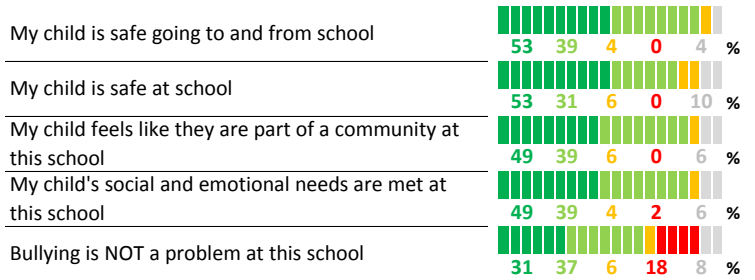 My child is safe going to and from school
53 39 4 0 4 %
My child is safe at school
53 31 6 0 10 %
My child feels like they are part of a community at
this school
49 39 6 0 6 %
My child's social and emotional needs are met at
this school
49 39 4 2 6 %
Bullying is NOT a problem at this school
31 37 6 18 8 %